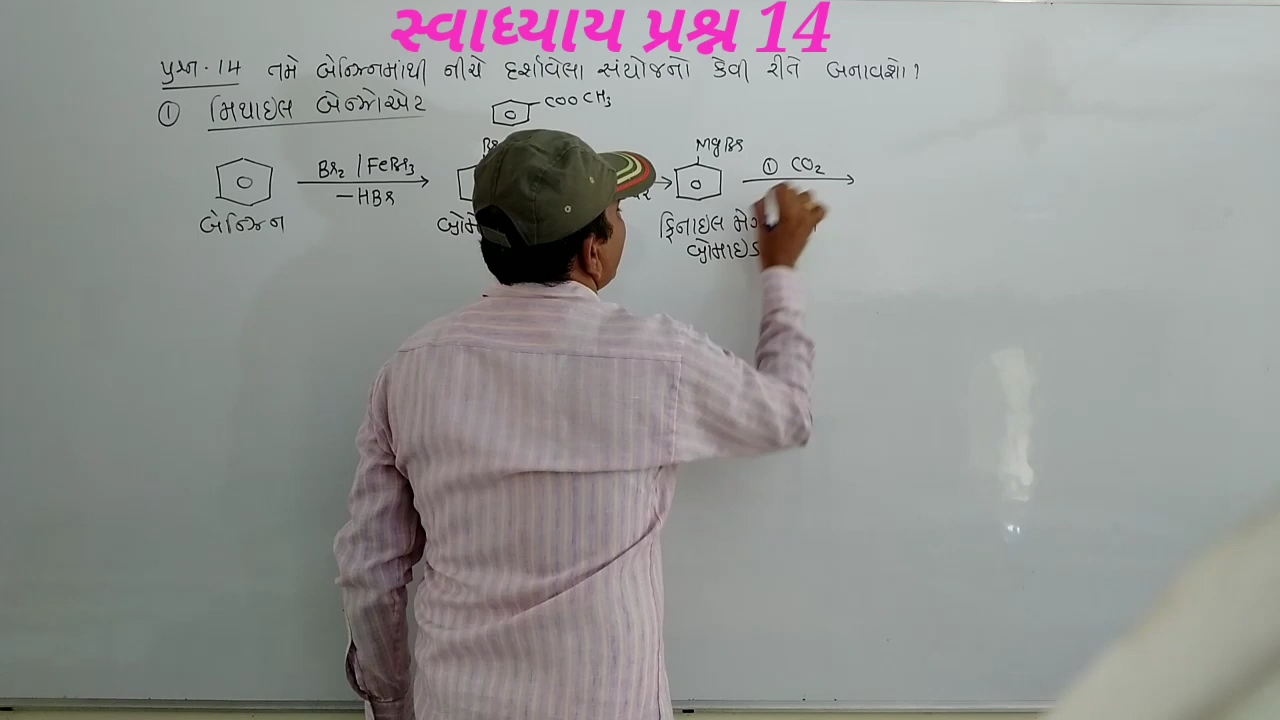 સ્વાધ્યાય પ્રશ્ન 14
પ્રશ્ન · 14 તમે બેન્ઝિનમાંથી નીચે દર્શાવેલા સંયોજનો કેવી રીતે બનાવશો?
① મિથાઇલ બેન્ઝોએટ COOCH3
Br2 / FeBr3
- HBr
MgBr
① CO2
બેન્ઝિન
ફિનાઇલ
બ્રોમાઇડ